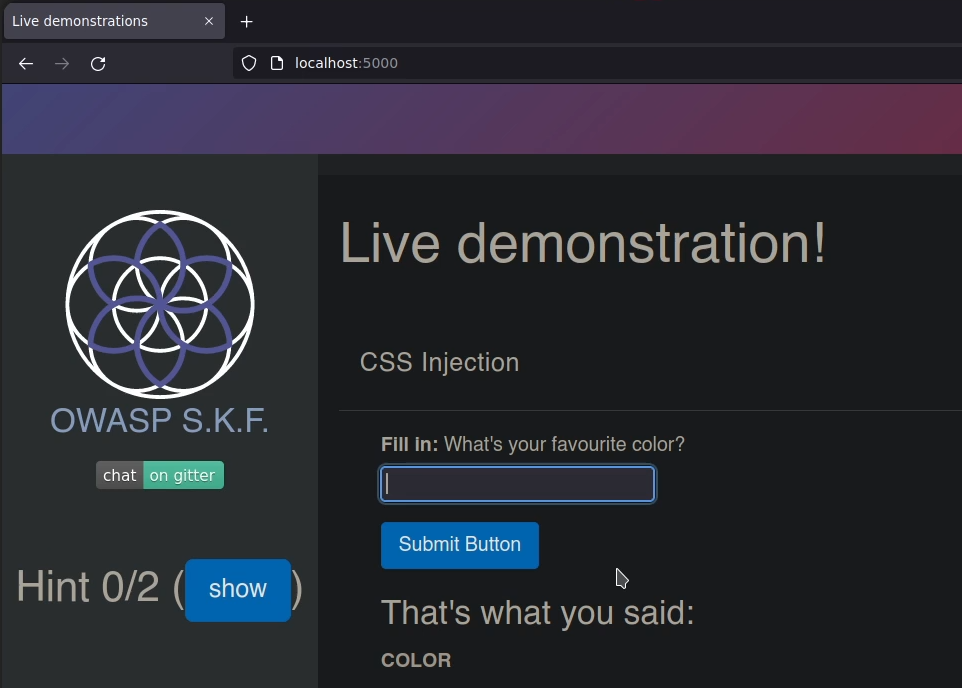 Live demonstrations
localhost:5000
OWASP S.K.F.
chat on gitter
Hint 0/2 (show)
Live demonstration!
CSS Injection
Fill in: What's your favourite color?
Submit Button
That's what you said:
COLOR